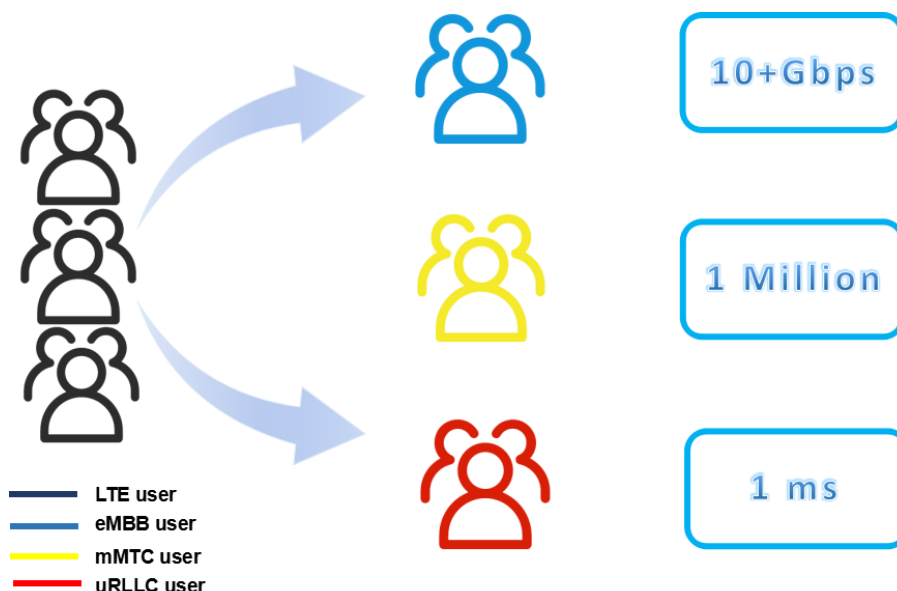 10+Gbps
1 Million
1 ms
LTE user
eMBB user
mMTC user
uRLLC user